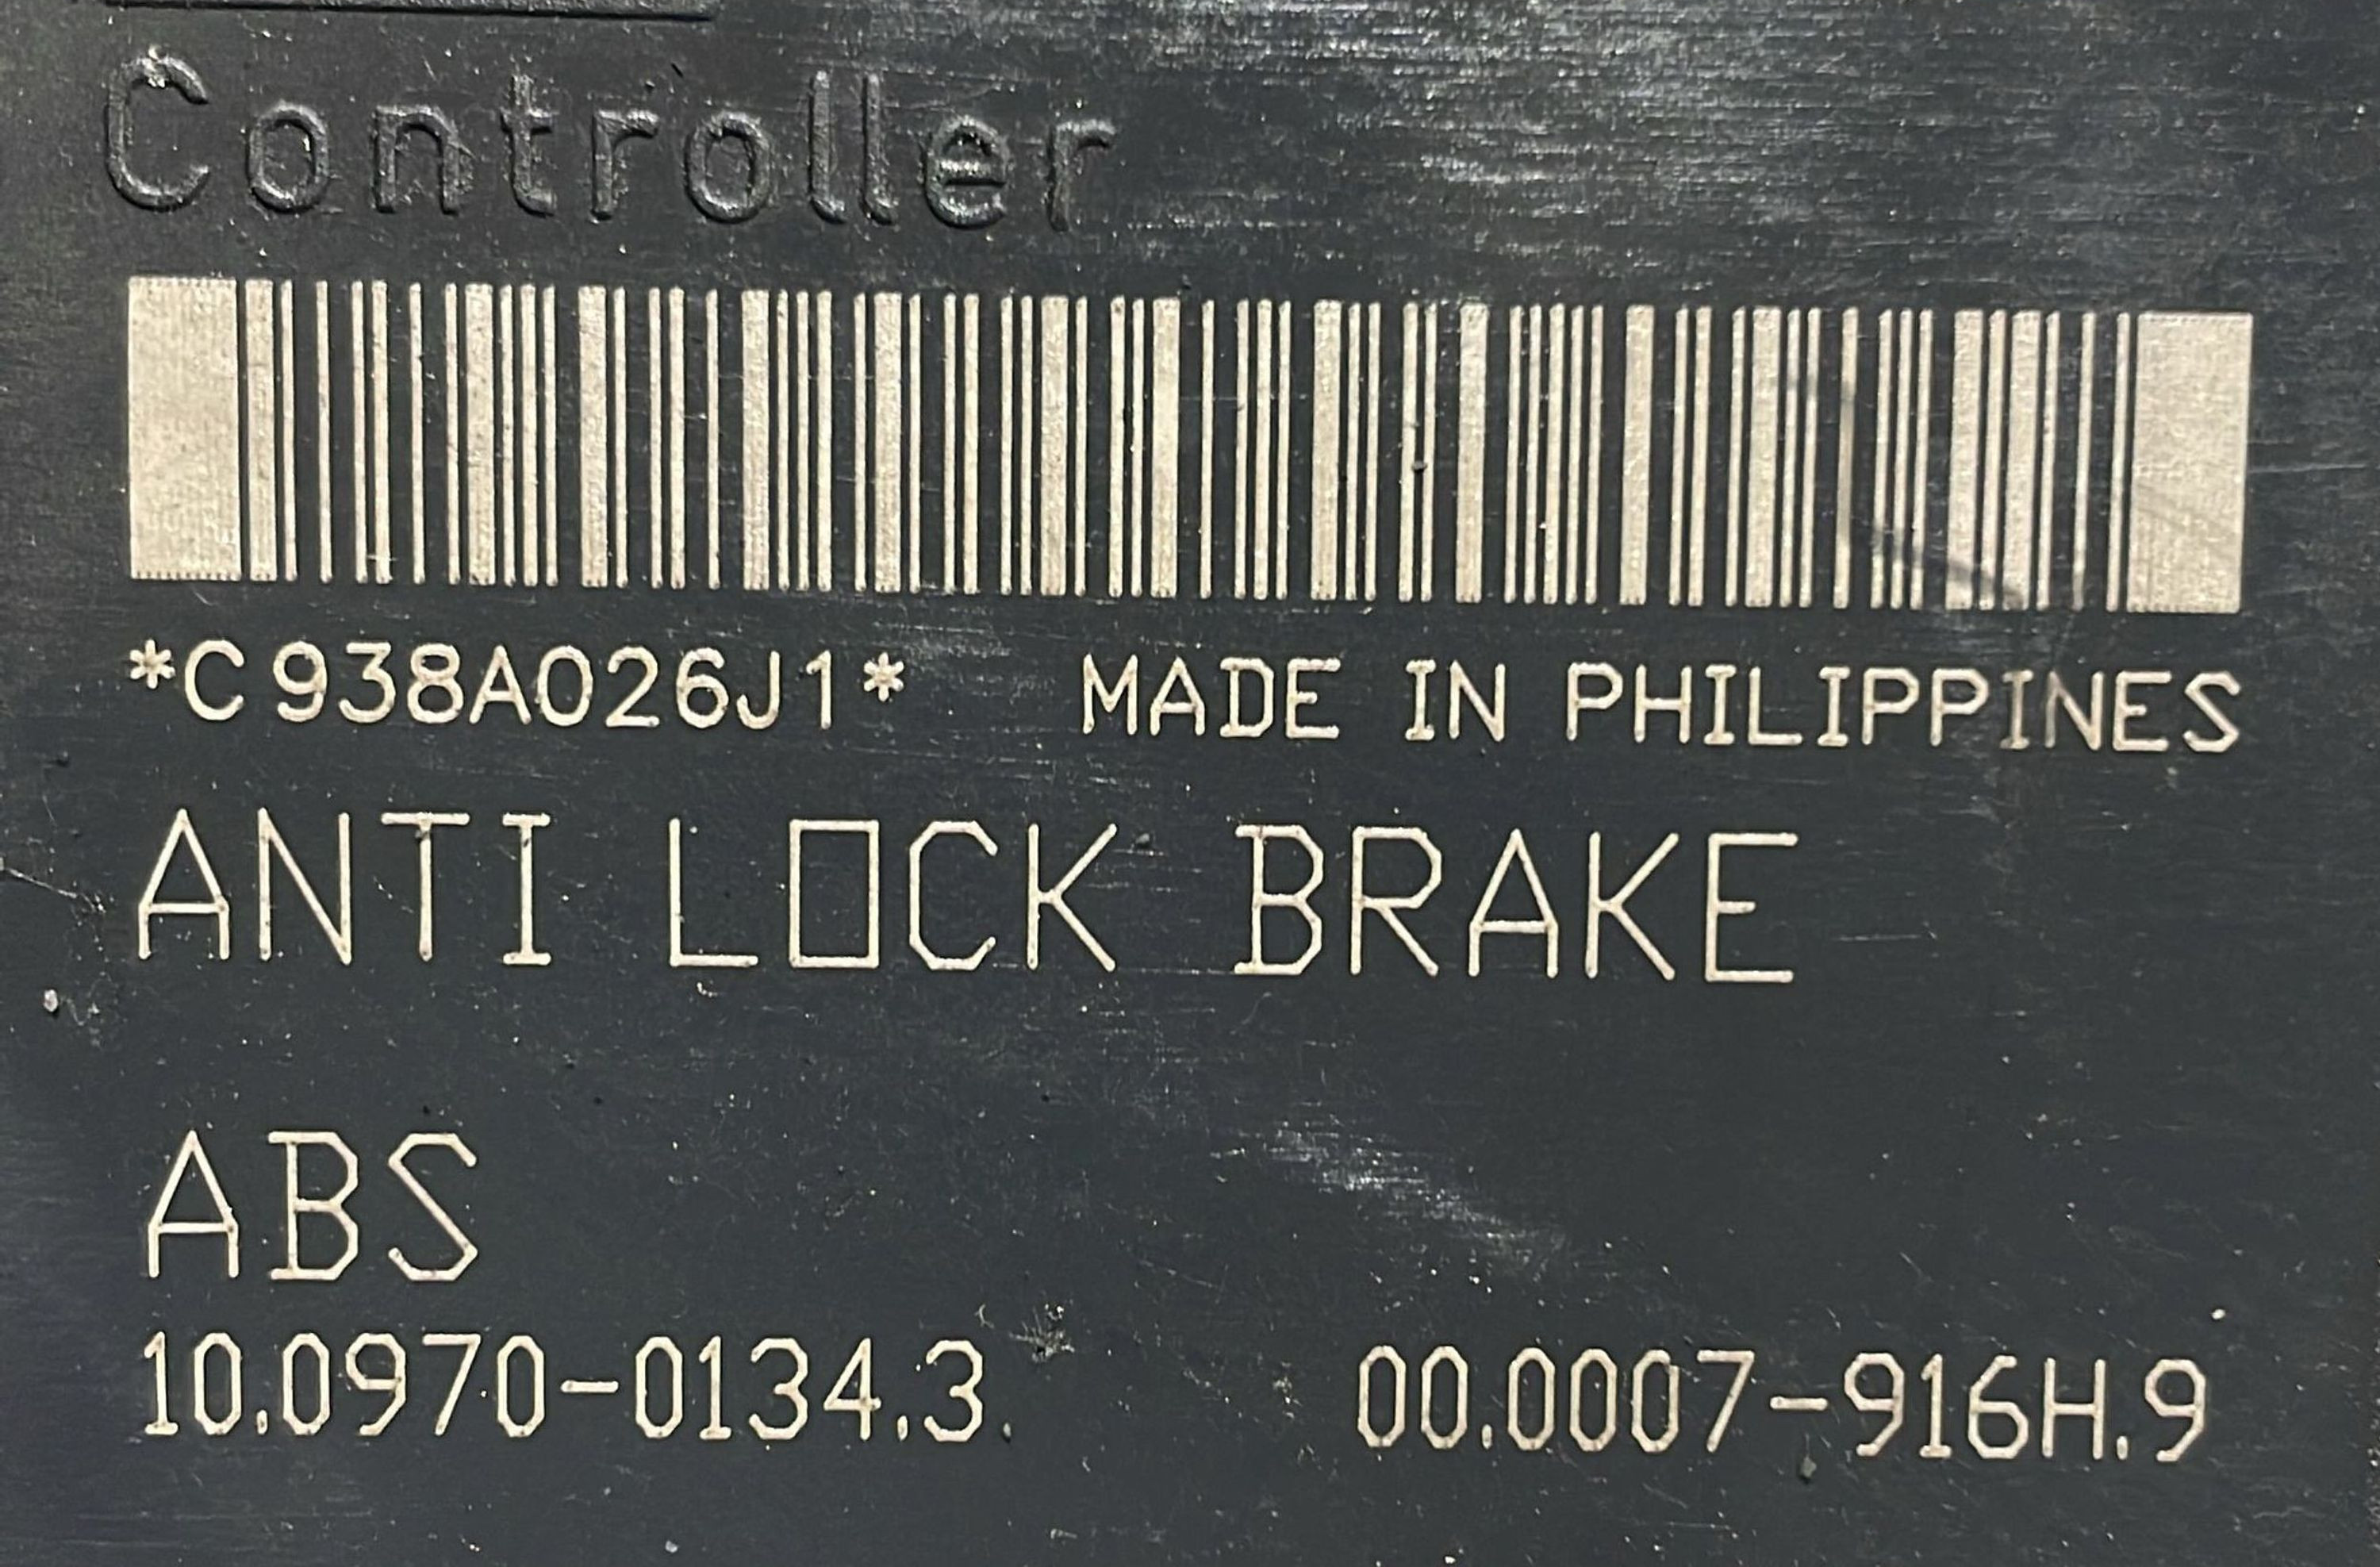 Controller
*C938A026J1* MADE IN PHILIPPINES
ANTI LOCK BRAKE
ABS
10.0970-0134.3. 00.0007-916H.9